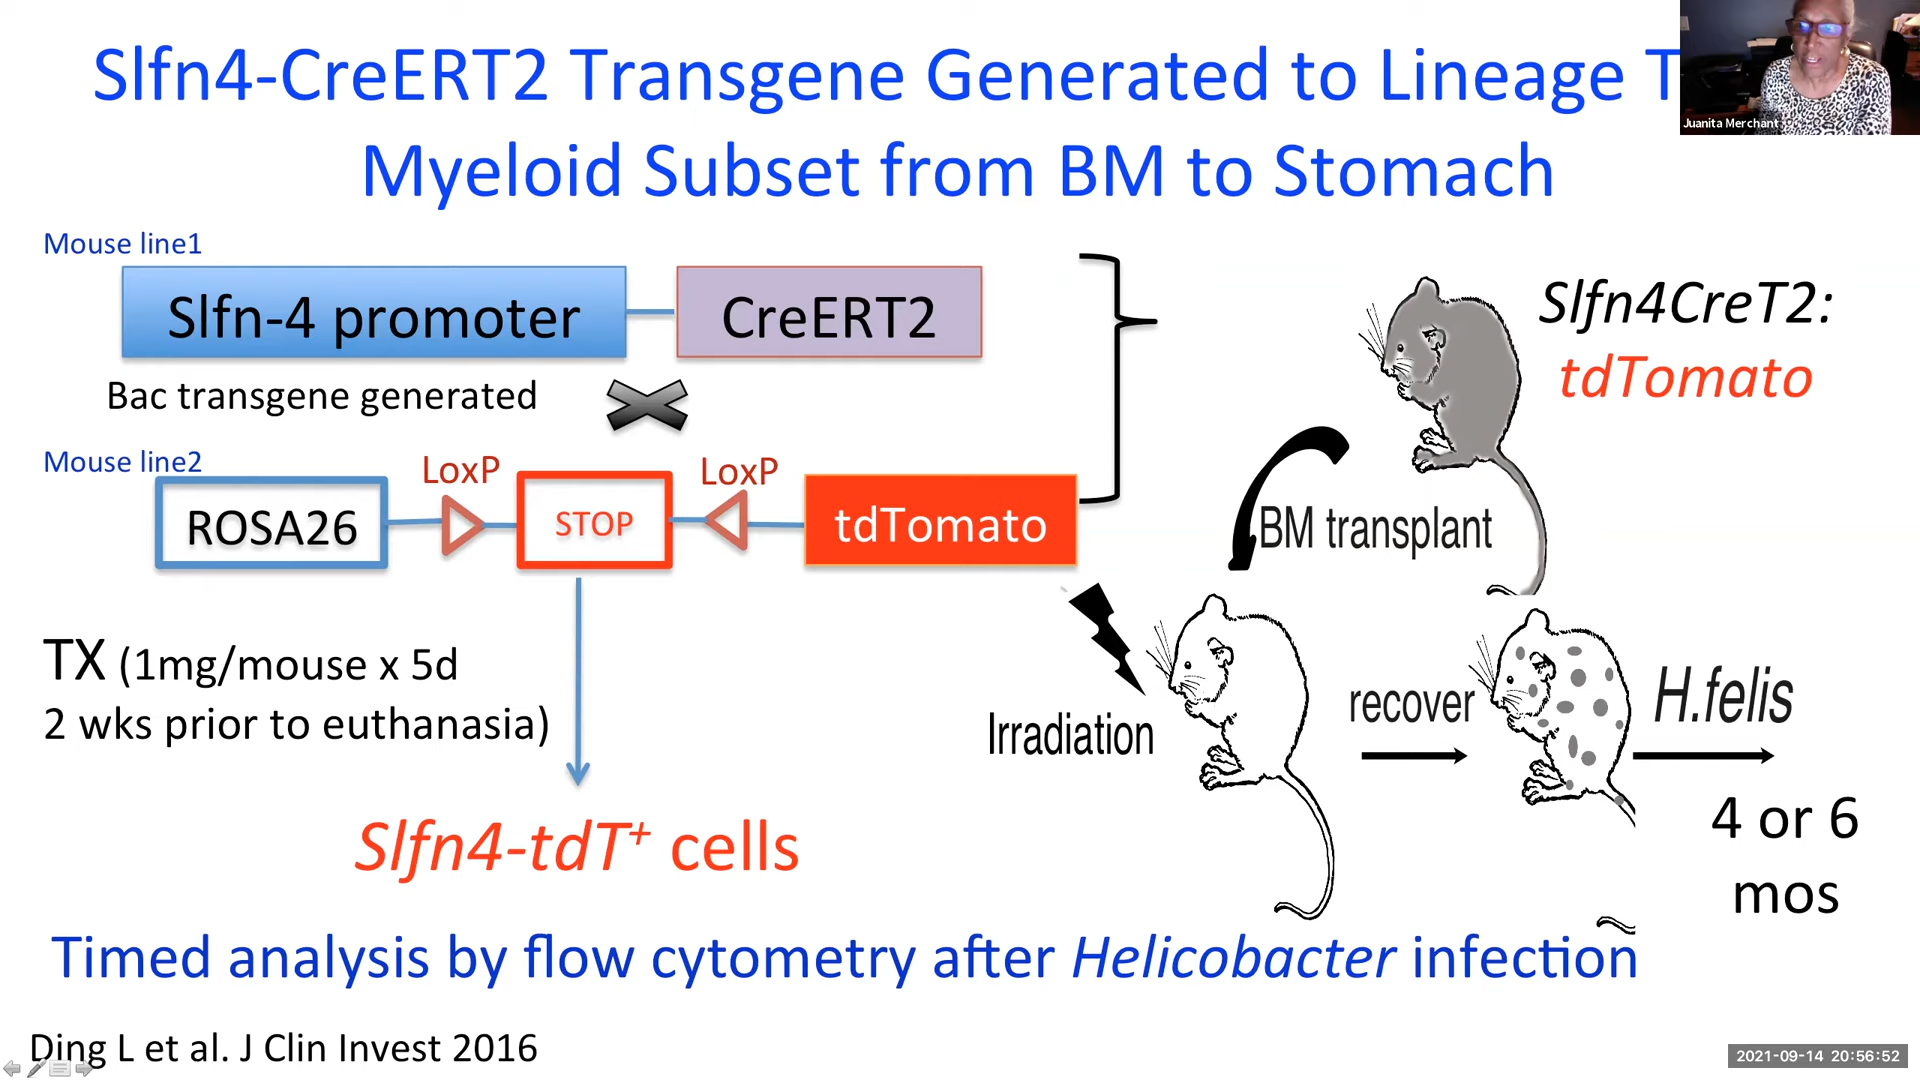 Slfn4-CreERT2 Transgene Generated to Lineage T
Myeloid Subset from BM to Stomach
Juanita Merchant
Mouse line1
Slfn-4 promoter
CreERT2
Bac transgene generated
Slfn4CreT2:
tdTomato
Mouse line2
LoxP
LoxP
ROSA26
STOP
tdTomato
BM transplant
TX (1mg/mouse x 5d
2 wks prior to euthanasia)
Irradiation
recover
H.felis
4 or 6
mos
Slfn4-tdT+ cells
Timed analysis by flow cytometry after Helicobacter infection
Ding L et al. J Clin Invest 2016
2021-09-14 20:56:52